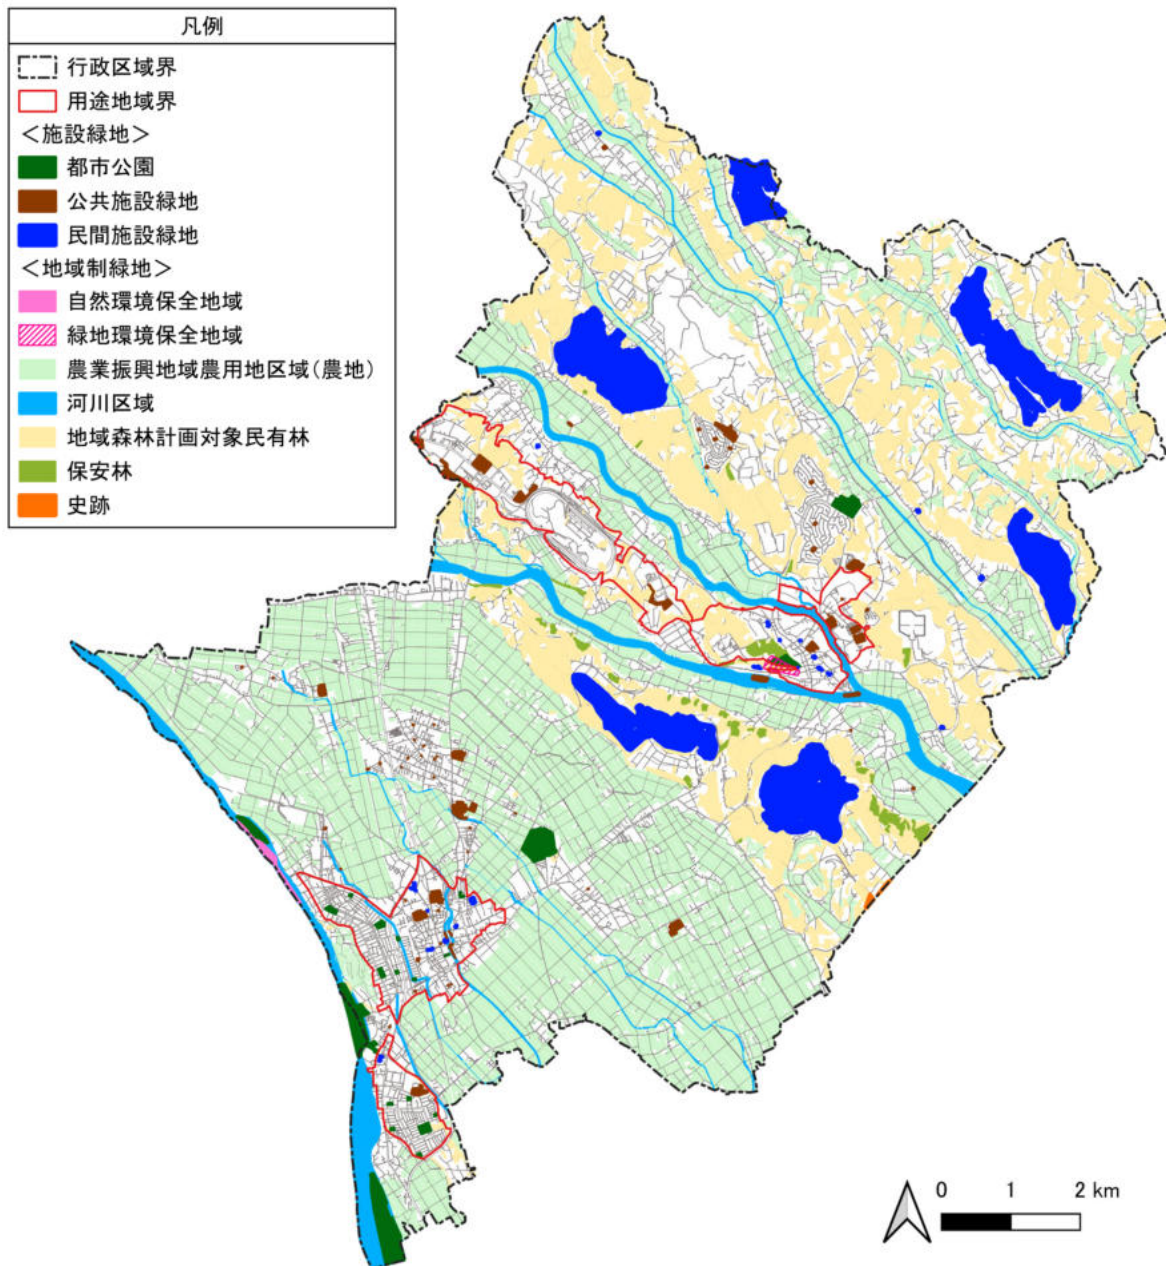 凡例
行政区域界
用途地域界
＜施設緑地＞
都市公園
公共施設緑地
民間施設緑地
＜地域制緑地＞
自然環境保全地域
緑地環境保全地域
農業振興地域農用地区域(農地)
河川区域
地域森林計画対象民有林
保安林
史跡
0 1 2 km